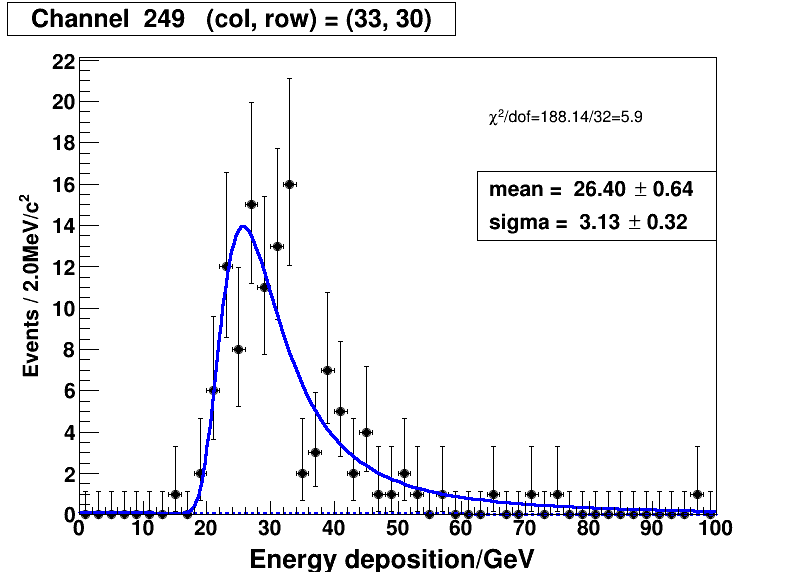 Channel 249 (col, row) = (33, 30)
χ²/dof=188.14/32=5.9
mean = 26.40 ± 0.64
sigma = 3.13 ± 0.32
Events / 2.0MeV/c²
22
20
18
16
14
12
10
8
6
4
2
0
0 10 20 30 40 50 60 70 80 90 100
Energy deposition/GeV